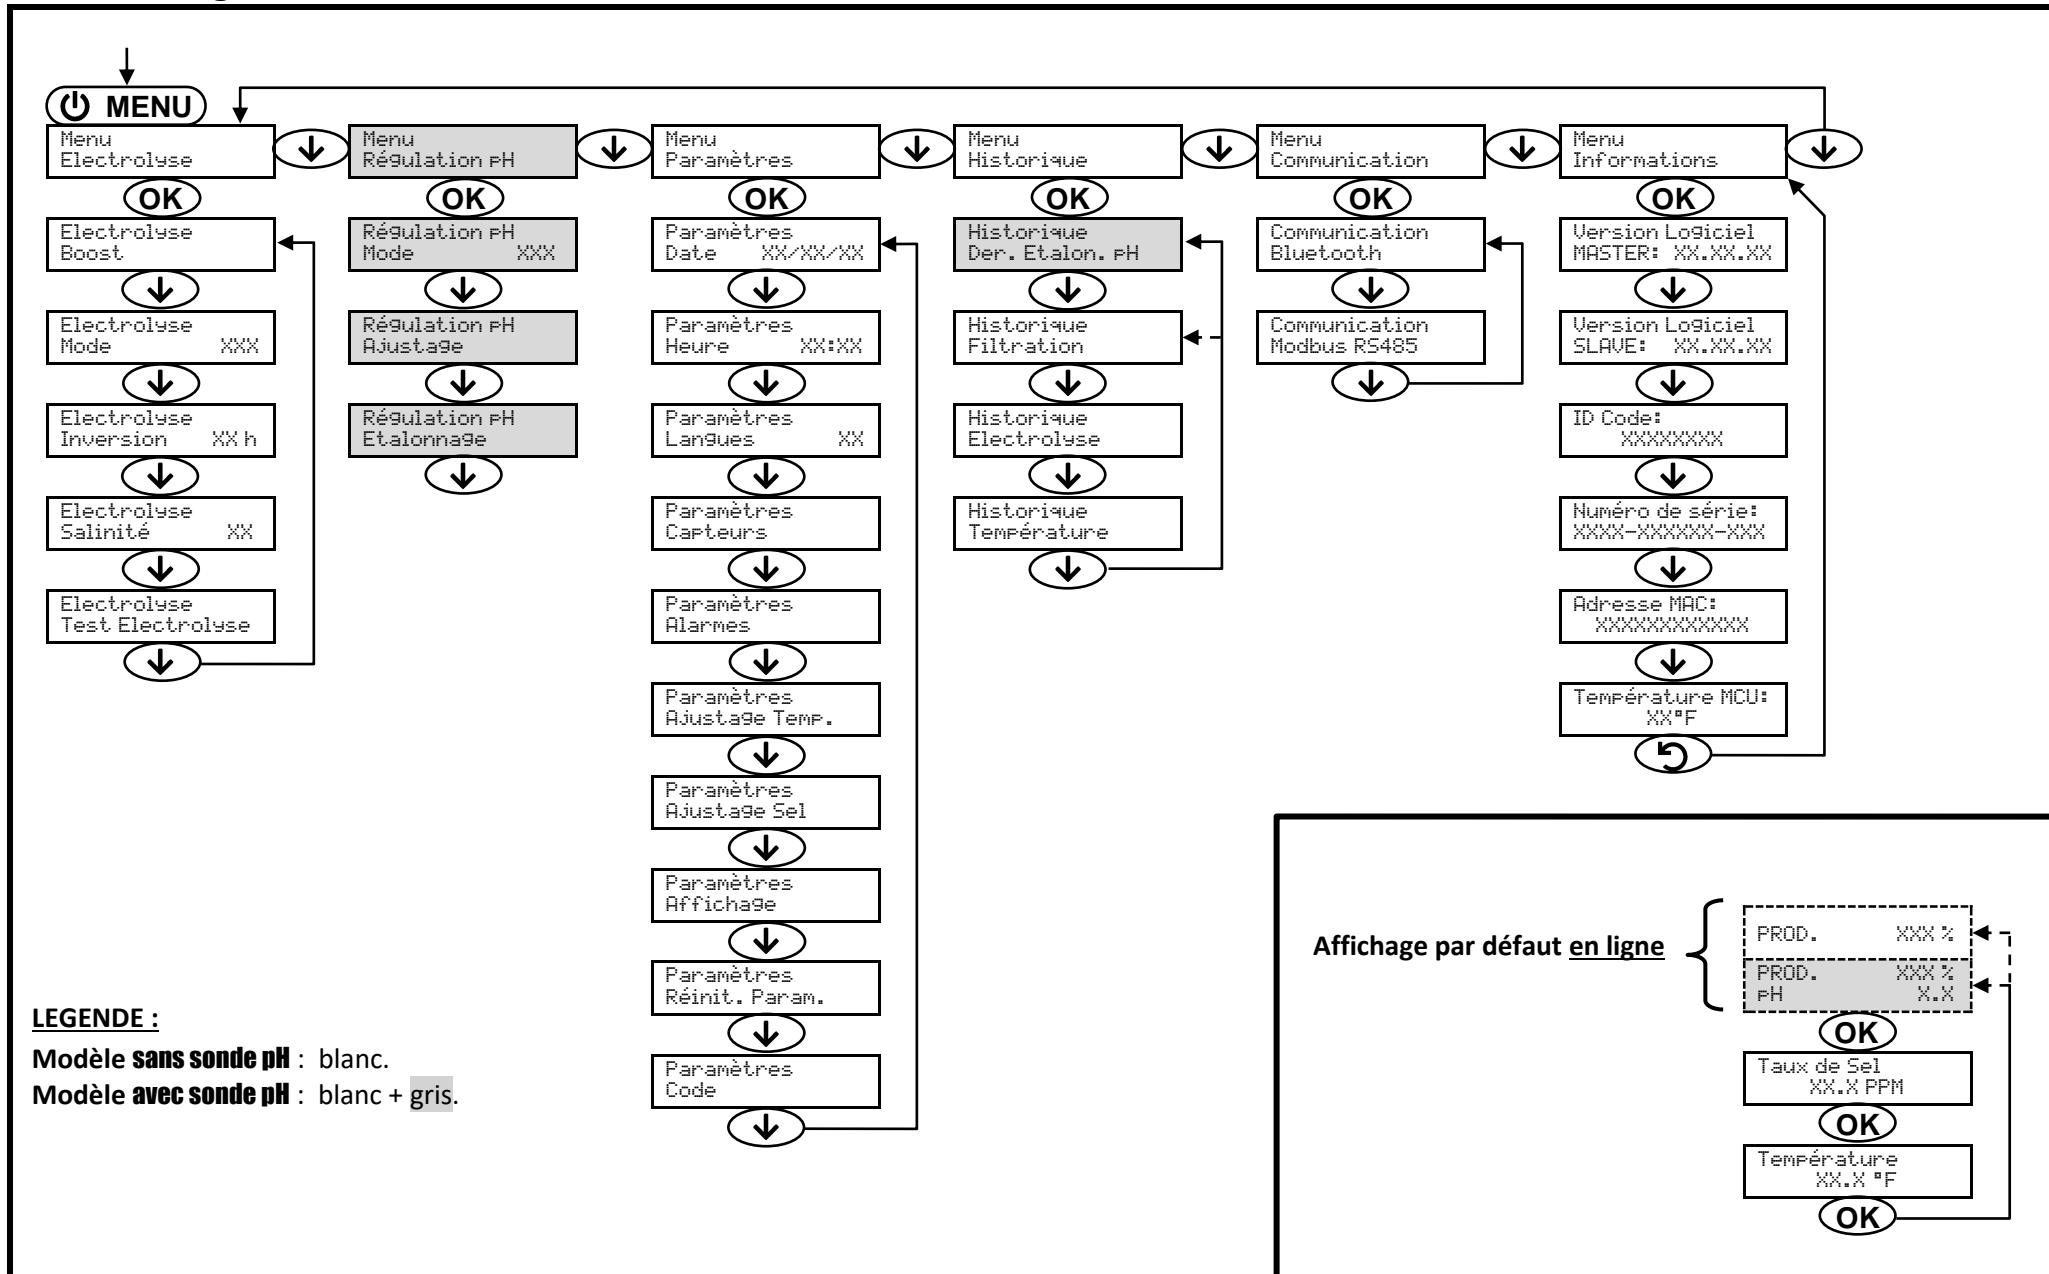 MENU
Menu
Electrolyse
OK
Electrolyse
Boost
Electrolyse
Mode XXX
Electrolyse
Inversion XX h
Electrolyse
Salinité XX
Electrolyse
Test Electrolyse
Menu
Régulation pH
OK
Régulation pH
Mode XXX
Régulation pH
Ajustage
Régulation pH
Etalonnage
Menu
Paramètres
OK
Paramètres
Date XX/XX/XX
Paramètres
Heure XX:XX
Paramètres
Langues XX
Paramètres
Capteurs
Paramètres
Alarmes
Paramètres
Ajustage Temp.
Paramètres
Ajustage Sel
Paramètres
Affichage
Paramètres
Réinit. Param.
Paramètres
Code
Menu
Historique
OK
Historique
Der. Etalon. pH
Historique
Filtration
Historique
Electrolyse
Historique
Température
Menu
Communication
OK
Communication
Bluetooth
Communication
Modbus RS485
Menu
Informations
OK
Version Logiciel
MASTER: XX.XX.XX
Version Logiciel
SLAVE: XX.XX.XX
ID Code:
XXXXXXXX
Numéro de série:
XXXX-XXXXXX-XXX
Adresse MAC:
XXXXXXXXXXXX
Température MCU:
XX°F
LEGENDE :
Modèle sans sonde pH : blanc.
Modèle avec sonde pH : blanc + gris.
Affichage par défaut en ligne
PROD. XXX %
PROD. XXX %
pH X.X
OK
Taux de Sel
XX.X PPM
OK
Température
XX.X °F
OK